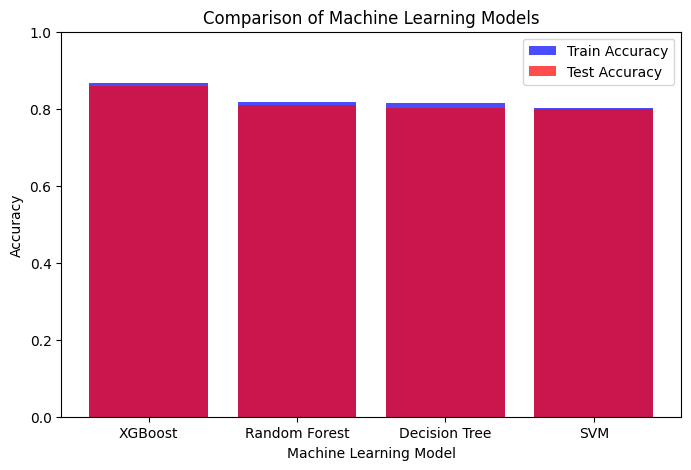 Comparison of Machine Learning Models
Train Accuracy
Test Accuracy
Accuracy
1.0
0.8
0.6
0.4
0.2
0.0
XGBoost
Random Forest
Decision Tree
SVM
Machine Learning Model